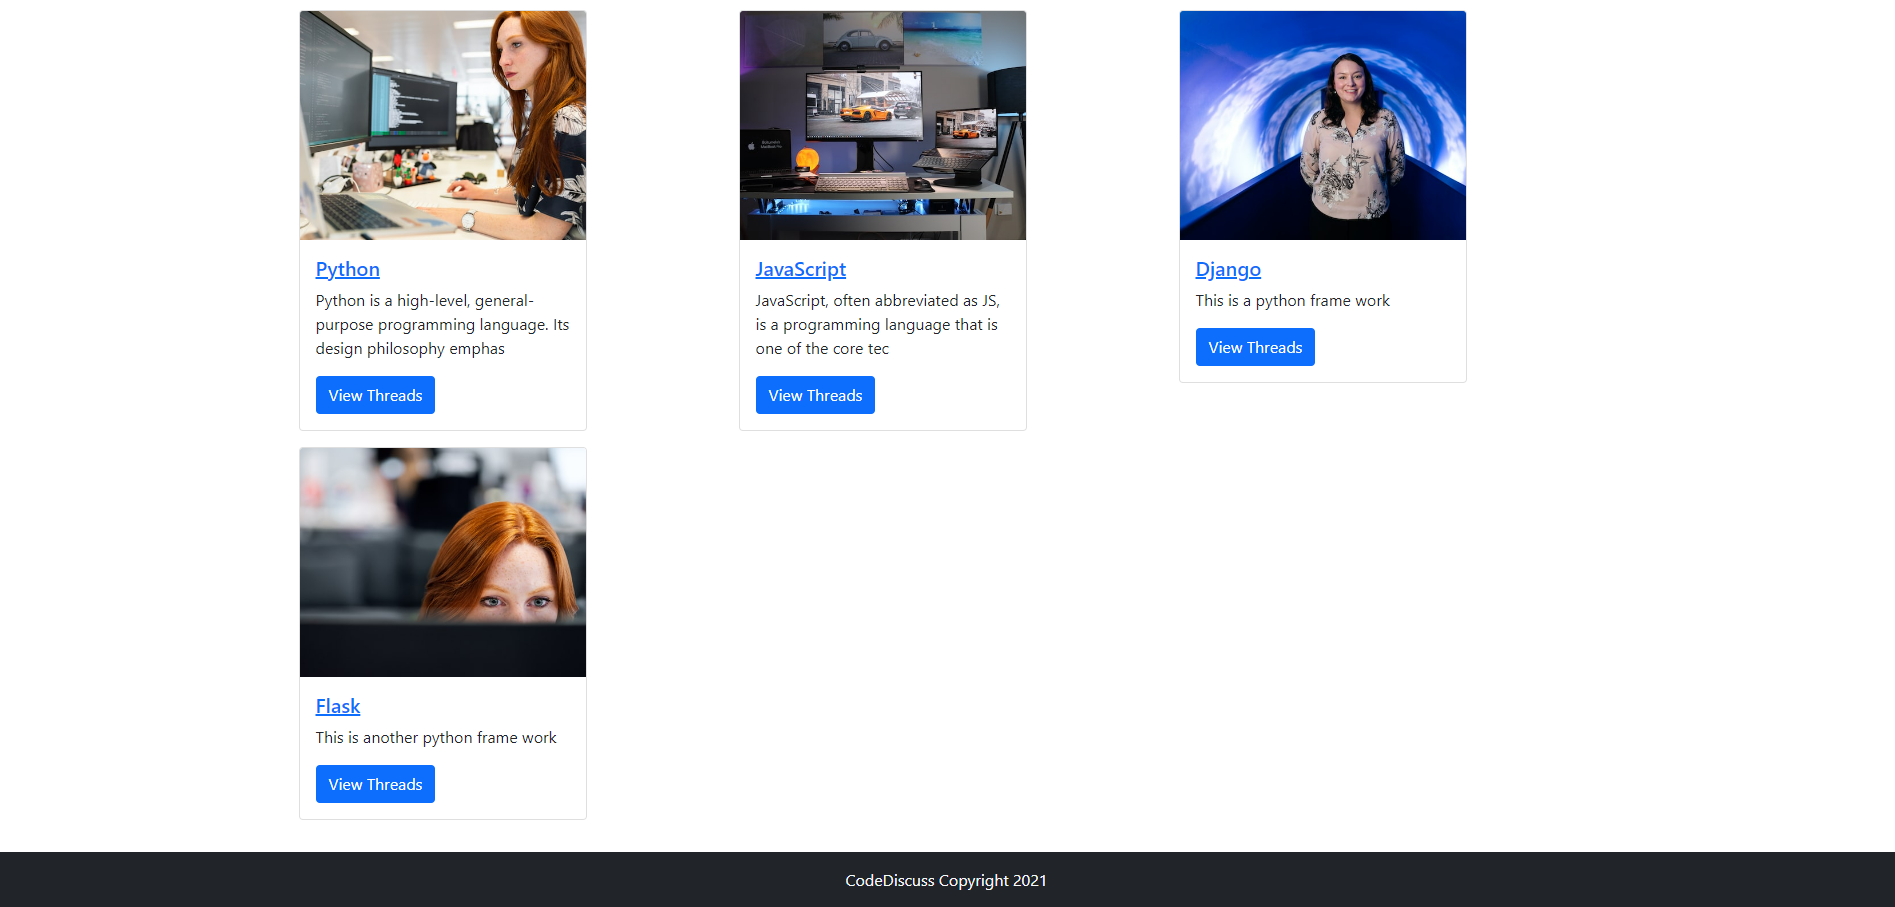 Python
Python is a high-level, general-
purpose programming language. Its
design philosophy emphas
View Threads
JavaScript
JavaScript, often abbreviated as JS,
is a programming language that is
one of the core tec
View Threads
Django
This is a python frame work
View Threads
Flask
This is another python frame work
View Threads
CodeDiscuss Copyright 2021